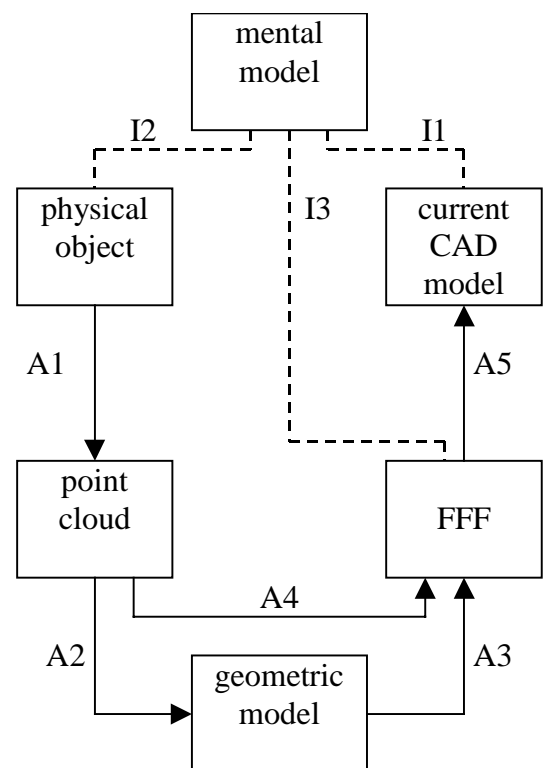 mental
model
I2
I1
physical
object
I3
current
CAD
model
A1
A5
point
cloud
FFF
A4
A2
A3
geometric
model